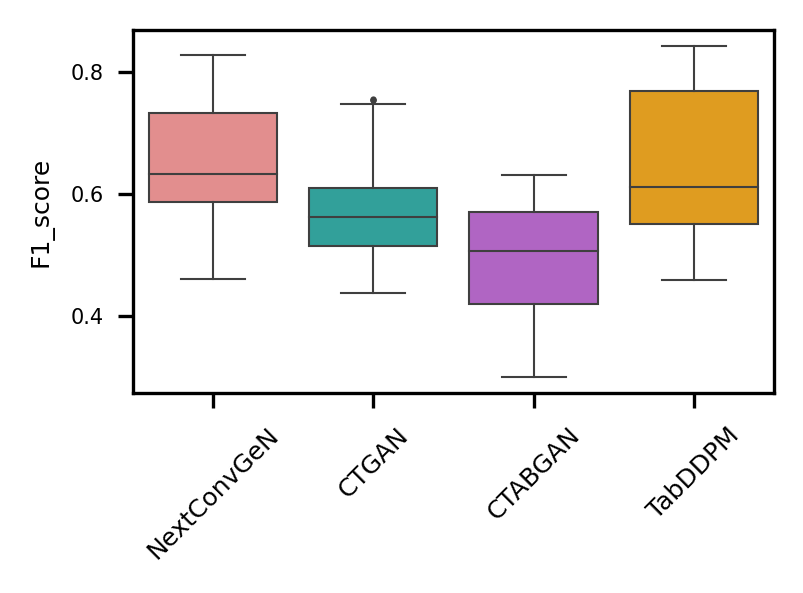 0.8
0.6
0.4
F1_score
NextConvGeN
CTGAN
CTABGAN
TabDDPM